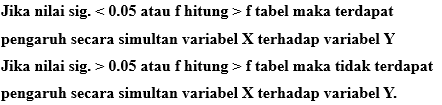 Jika nilai sig. < 0.05 atau f hitung > f tabel maka terdapat
pengaruh secara simultan variabel X terhadap variabel Y
Jika nilai sig. > 0.05 atau f hitung > f tabel maka tidak terdapat
pengaruh secara simultan variabel X terhadap variabel Y.